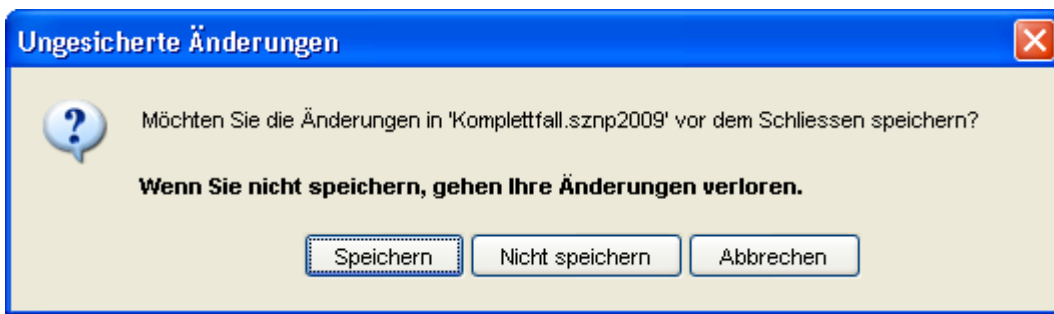 Ungesicherte Änderungen
Möchten Sie die Änderungen in 'Komplettfall.sznp2009' vor dem Schliessen speichern?
Wenn Sie nicht speichern, gehen Ihre Änderungen verloren.
Speichern Nicht speichern Abbrechen